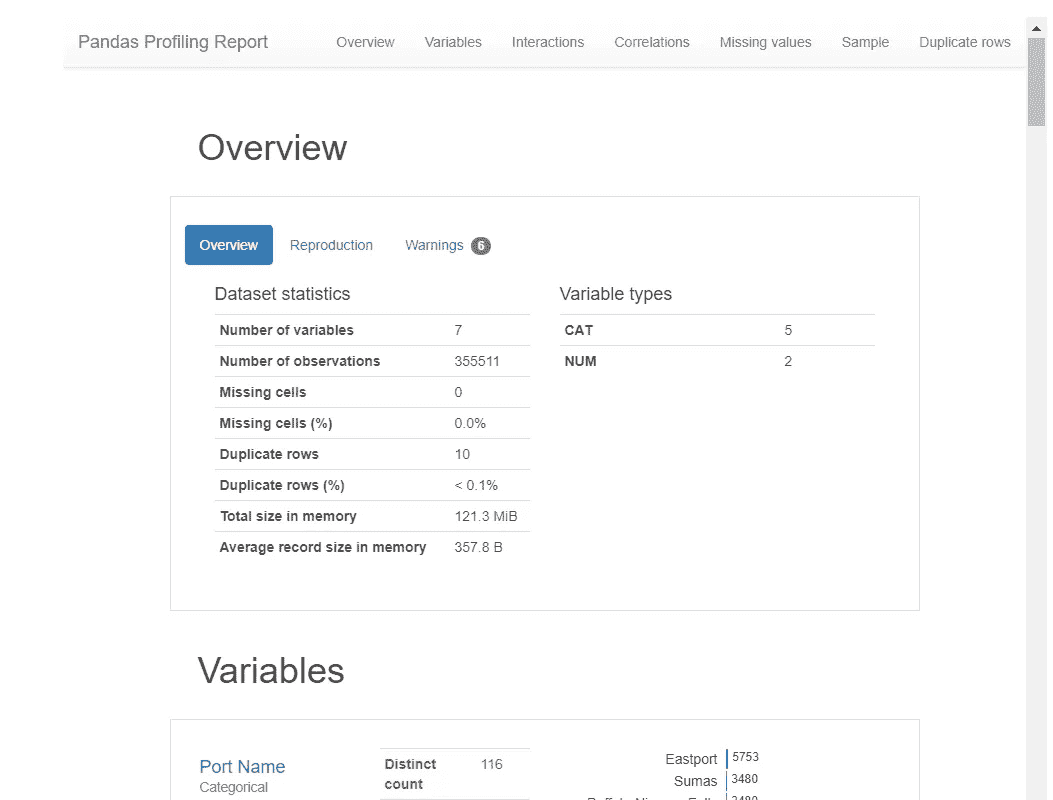 Pandas Profiling Report Overview Variables Interactions Correlations Missing values Sample Duplicate rows
Overview
Overview Reproduction Warnings 6
Dataset statistics
Number of variables 7
Number of observations 355511
Missing cells 0
Missing cells (%) 0.0%
Duplicate rows 10
Duplicate rows (%) < 0.1%
Total size in memory 121.3 MiB
Average record size in memory 357.8 B
Variable types
CAT 5
NUM 2
Variables
Port Name
Categorical
Distinct count 116
Eastport 5753
Sumas 3480